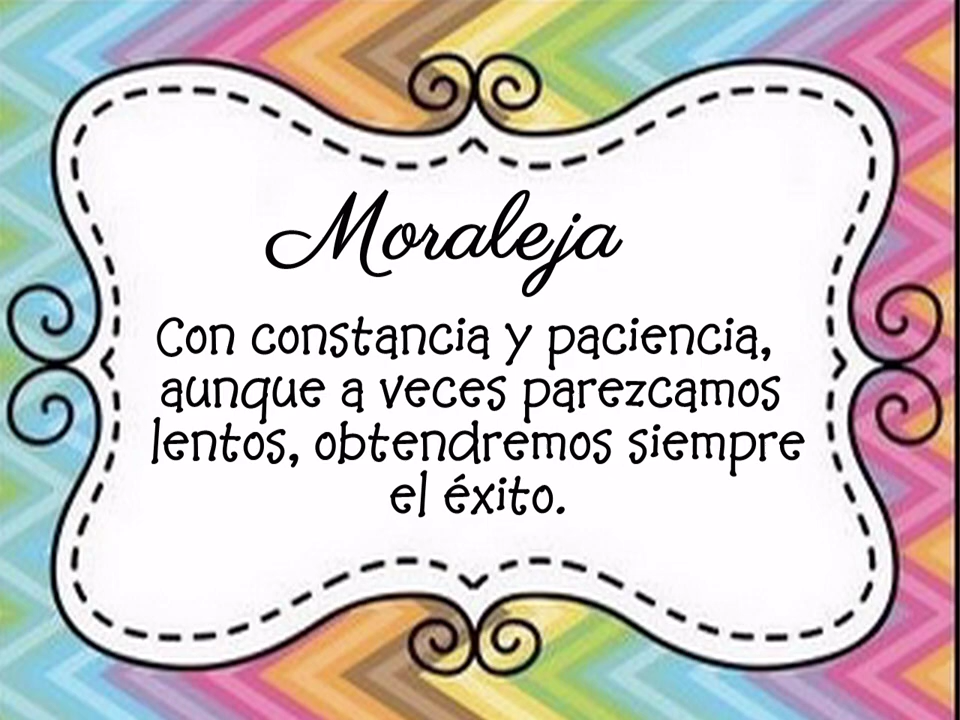 Moraleja
Con constancia y paciencia,
aunque a veces parezcamos
lentos, obtendremos siempre
el éxito.